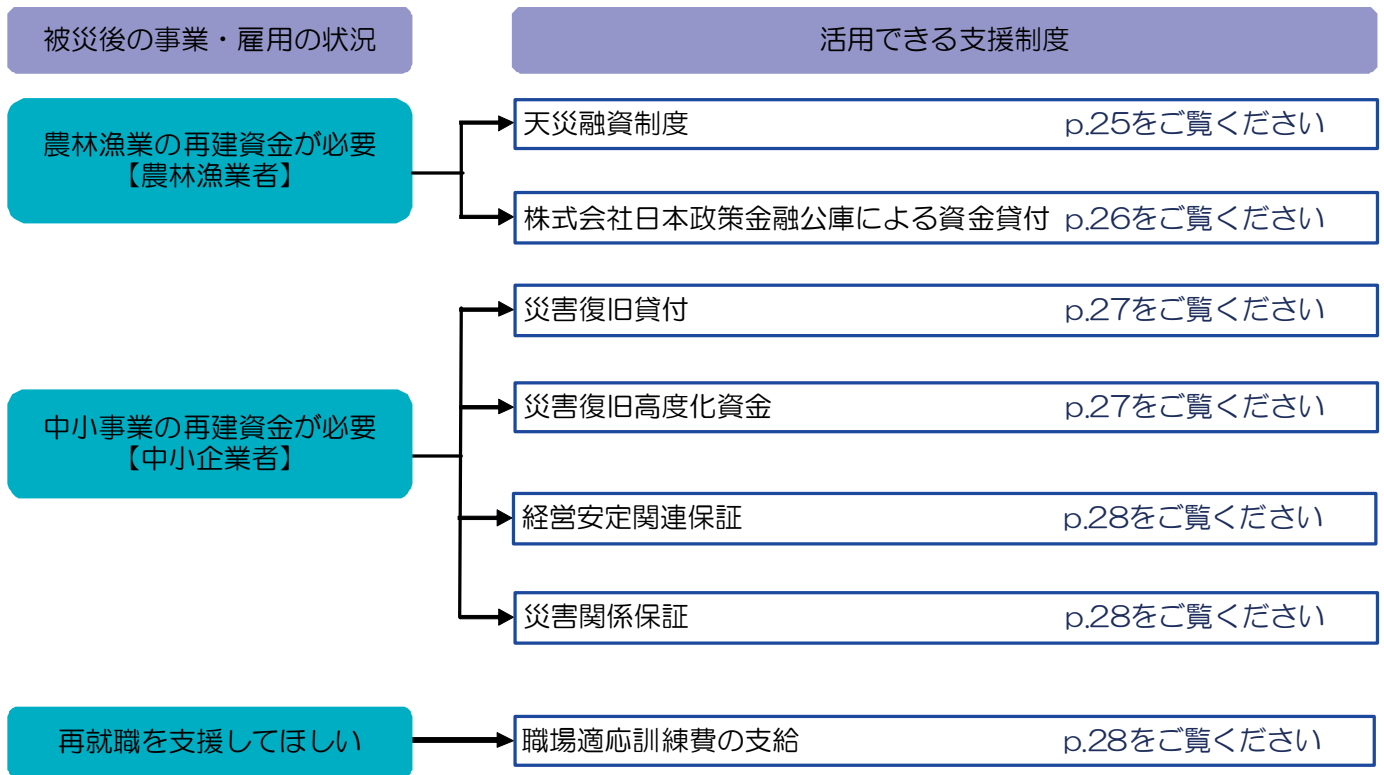 被災後の事業・雇用の状況
活用できる支援制度
農林漁業の再建資金が必要
【農林漁業者】
天災融資制度 p.25をご覧ください
株式会社日本政策金融公庫による資金貸付 p.26をご覧ください
中小事業の再建資金が必要
【中小企業者】
災害復旧貸付 p.27をご覧ください
災害復旧高度化資金 p.27をご覧ください
経営安定関連保証 p.28をご覧ください
災害関係保証 p.28をご覧ください
再就職を支援してほしい
職場適応訓練費の支給 p.28をご覧ください